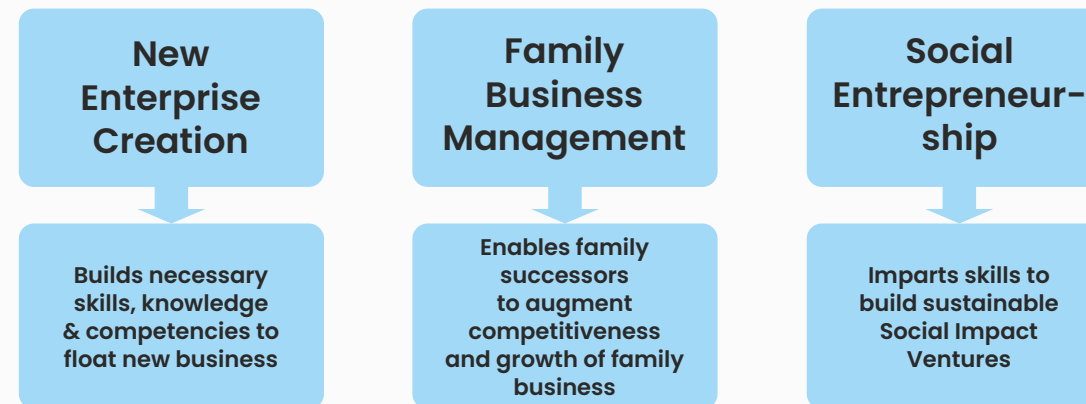 New
Enterprise
Creation
Builds necessary
skills, knowledge
& competencies to
float new business
Family
Business
Management
Enables family
successors
to augment
competitiveness
and growth of family
business
Social
Entrepreneur-
ship
Imparts skills to
build sustainable
Social Impact
Ventures